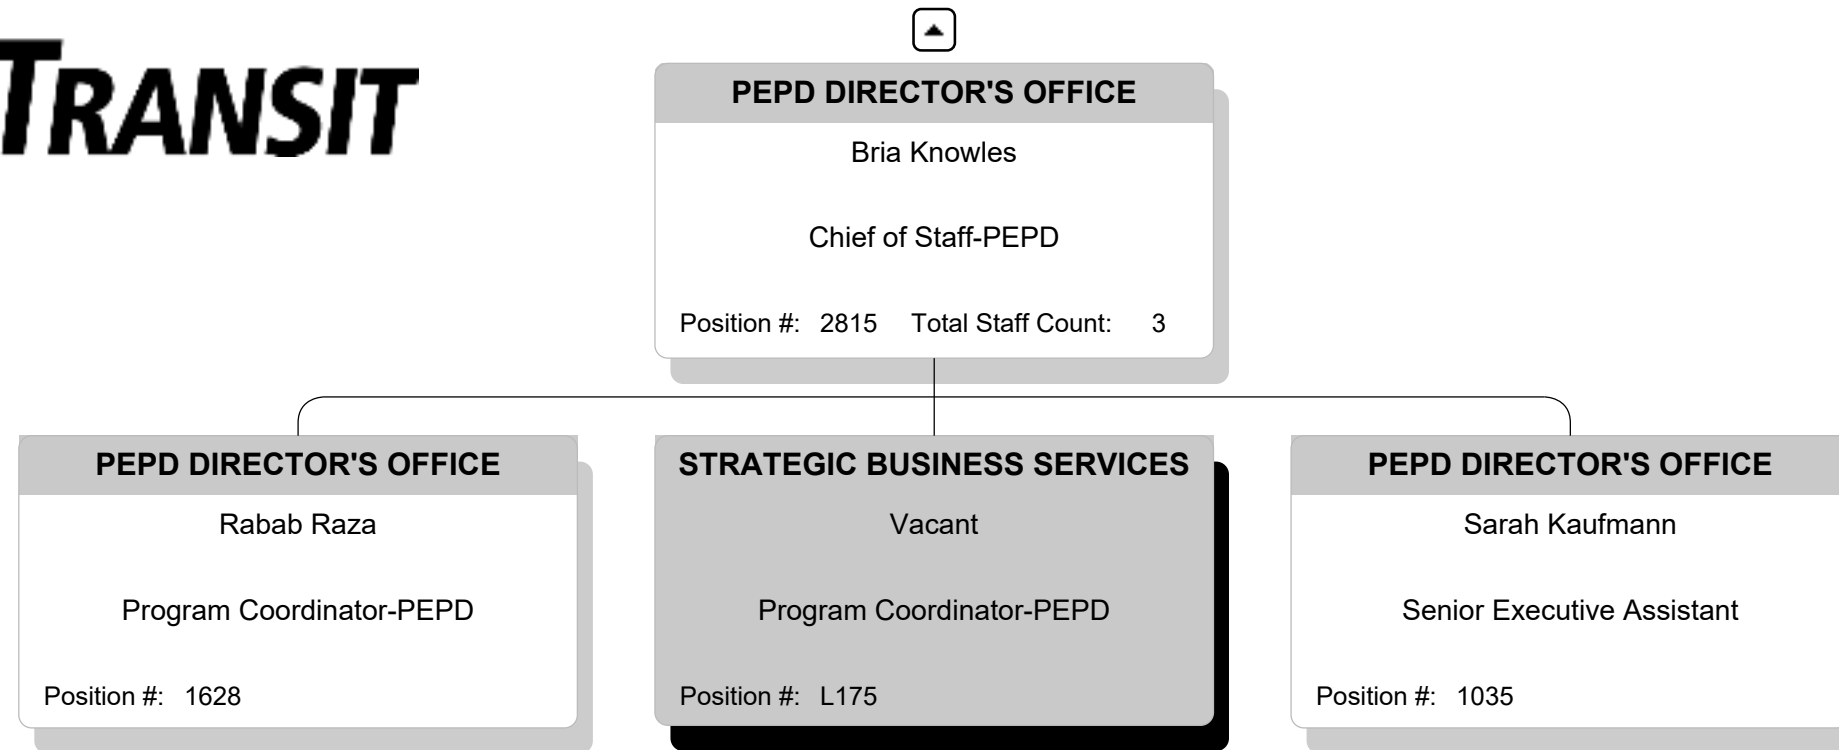 TRANSIT
PEPD DIRECTOR'S OFFICE
Bria Knowles
Chief of Staff-PEPD
Position #: 2815 Total Staff Count: 3
PEPD DIRECTOR'S OFFICE
Rabab Raza
Program Coordinator-PEPD
Position #: 1628
STRATEGIC BUSINESS SERVICES
Vacant
Program Coordinator-PEPD
Position #: L175
PEPD DIRECTOR'S OFFICE
Sarah Kaufmann
Senior Executive Assistant
Position #: 1035